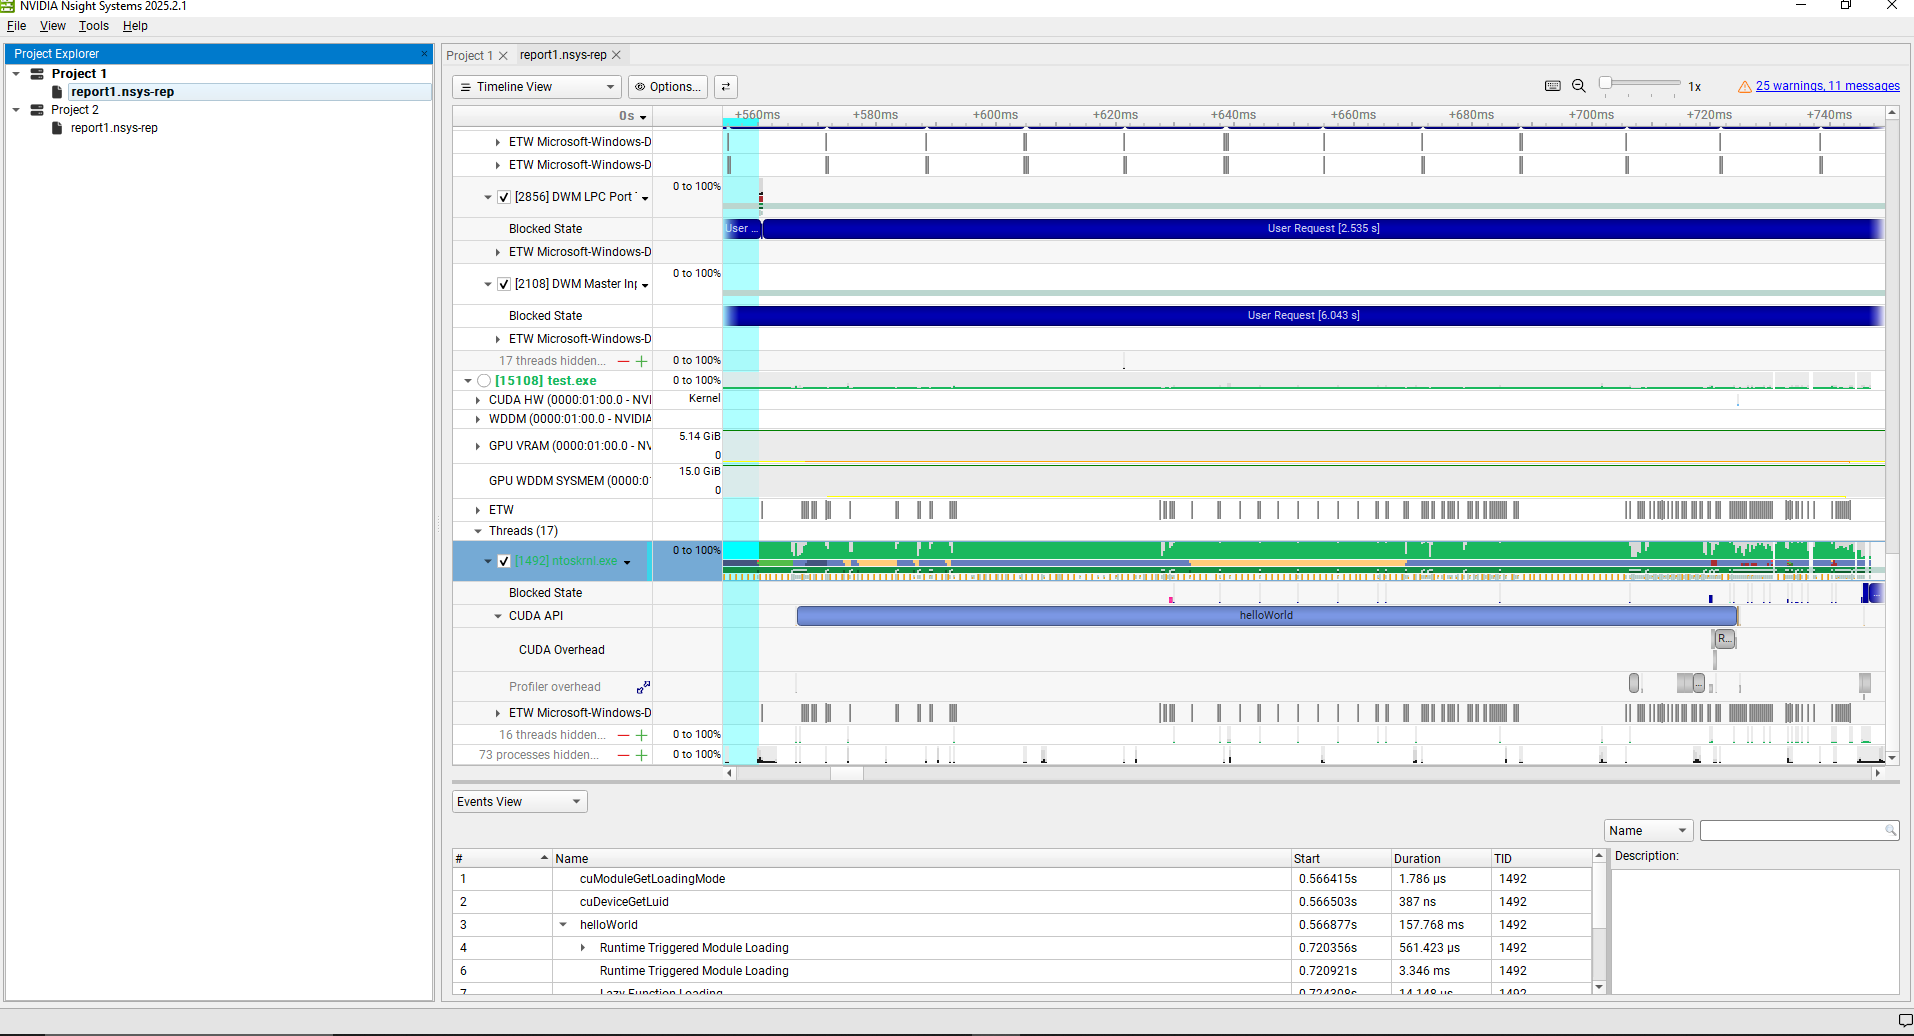 NVIDIA Nsight Systems 2025.2.1
File View Tools Help
Project Explorer
Project 1
report1.nsys-rep
Project 2
report1.nsys-rep
Project 1
report1.nsys-rep
Timeline View
Options...
1x
25 warnings, 11 messages
0s
+560ms +580ms +600ms +620ms +640ms +660ms +680ms +700ms +720ms +740ms
ETW Microsoft-Windows-D
ETW Microsoft-Windows-D
[2856] DWM LPC Port
0 to 100%
Blocked State
User ...
User Request [2.535 s]
ETW Microsoft-Windows-D
[2108] DWM Master Inp
0 to 100%
Blocked State
User Request [6.043 s]
ETW Microsoft-Windows-D
17 threads hidden...
0 to 100%
[15108] test.exe
0 to 100%
CUDA HW (0000:01:00.0 - NVI
Kernel
WDDM (0000:01:00.0 - NVIDIA
GPU VRAM (0000:01:00.0 - NV
5.14 GiB
0
GPU WDDM SYSMEM (0000:0
15.0 GiB
0
ETW
Threads (17)
[1492] ntoskrnl.exe
0 to 100%
Blocked State
...
CUDA API
helloWorld
CUDA Overhead
R...
Profiler overhead
...
ETW Microsoft-Windows-D
16 threads hidden...
0 to 100%
73 processes hidden...
0 to 100%
Events View
Name
# Name Start Duration TID
Description:
1 cuModuleGetLoadingMode 0.566415s 1.786 μs 1492
2 cuDeviceGetLuid 0.566503s 387 ns 1492
3 helloWorld 0.566877s 157.768 ms 1492
4 Runtime Triggered Module Loading 0.720356s 561.423 μs 1492
6 Runtime Triggered Module Loading 0.720921s 3.346 ms 1492
7 Lazy Function Loading 0.724308s 14.148 μs 1492